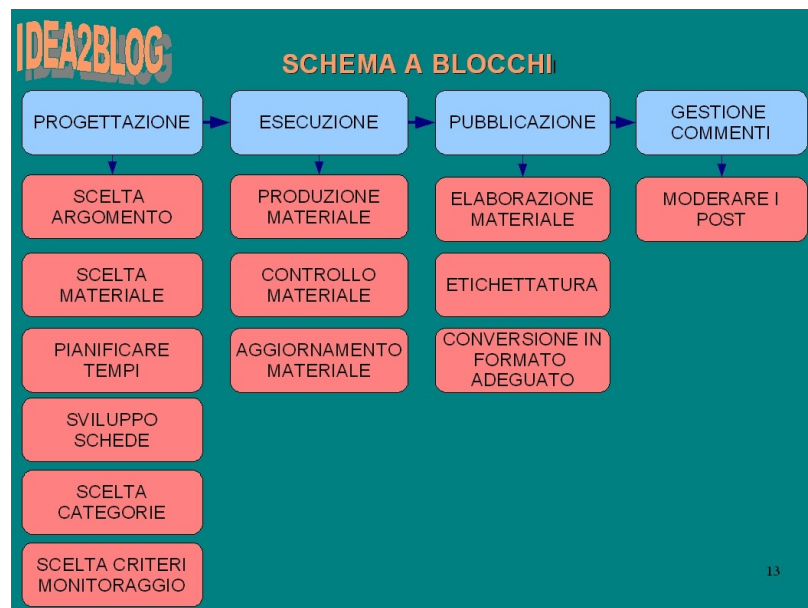 IDEA2BLOG
SCHEMA A BLOCCHI
PROGETTAZIONE
ESECUZIONE
PUBBLICAZIONE
GESTIONE
COMMENTI
SCELTA
ARGOMENTO
PRODUZIONE
MATERIALE
ELABORAZIONE
MATERIALE
MODERARE I
POST
SCELTA
MATERIALE
CONTROLLO
MATERIALE
ETICHETTATURA
PIANIFICARE
TEMPI
AGGIORNAMENTO
MATERIALE
CONVERSIONE IN
FORMATO
ADEGUATO
SVILUPPO
SCHEDE
SCELTA
CATEGORIE
SCELTA CRITERI
MONITORAGGIO
13